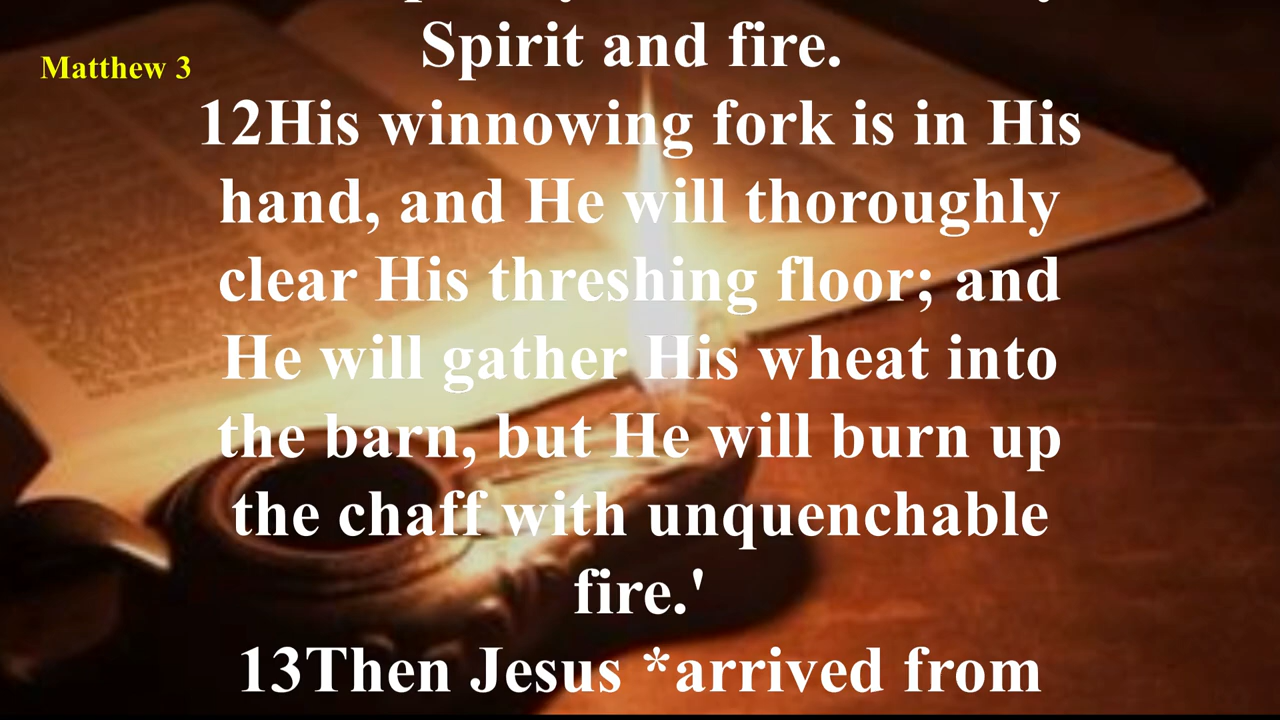 Matthew 3
Spirit and fire.
12His winnowing fork is in His
hand, and He will thoroughly
clear His threshing floor; and
He will gather His wheat into
the barn, but He will burn up
the chaff with unquenchable
fire.'
13Then Jesus *arrived from